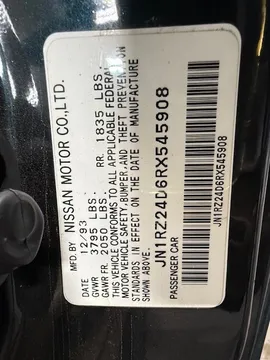 MFD BY NISSAN MOTOR CO.,LTD.
DATE: 12/93
GVWR 3795 LBS.
GAWR FR. 2050 LBS. RR. 1835 LBS.
THIS VEHICLE CONFORMS TO ALL APPLICABLE FEDERAL
MOTOR VEHICLE SAFETY,BUMPER,AND THEFT PREVENTION
STANDARDS IN EFFECT ON THE DATE OF MANUFACTURE
SHOWN ABOVE.
JN1RZ24D6RX545908
PASSENGER CAR
JN1RZ24D6RX545908